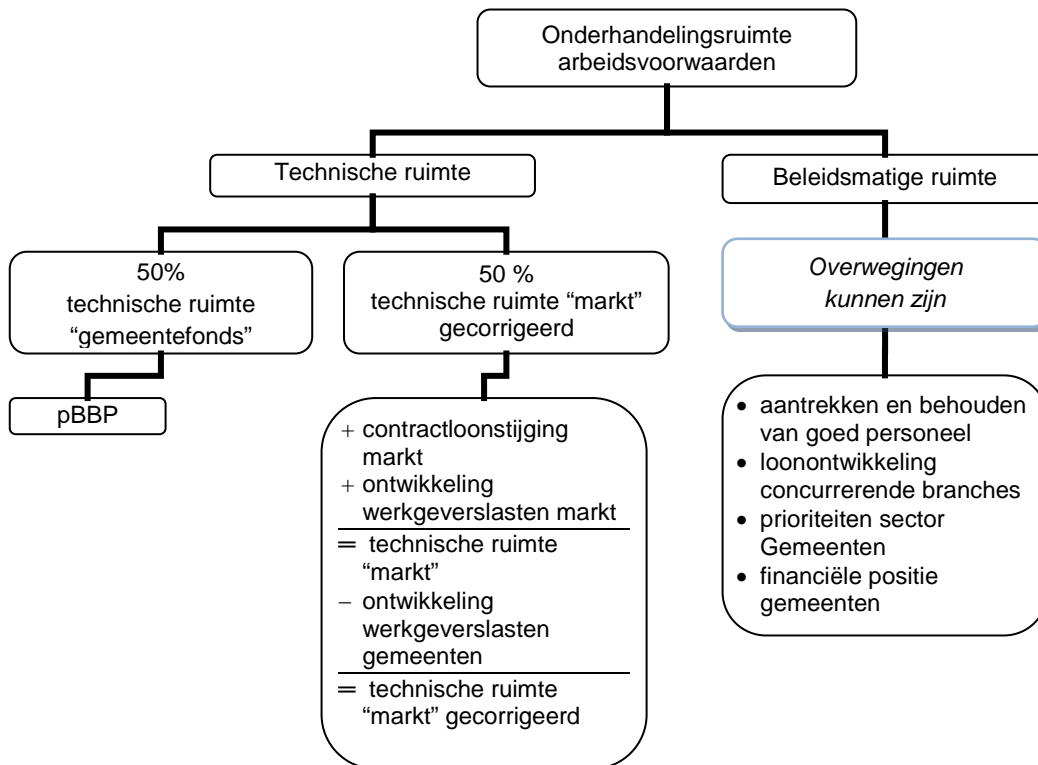 Onderhandelingsruimte
arbeidsvoorwaarden
Technische ruimte
Beleidsmatige ruimte
50%
technische ruimte
“gemeentefonds”
50 %
technische ruimte “markt”
gecorrigeerd
Overwegingen
kunnen zijn
pBBP
+ contractloonstijging
markt
+ ontwikkeling
werkgeverslasten markt
= technische ruimte
“markt”
– ontwikkeling
werkgeverslasten
gemeenten
= technische ruimte
“markt” gecorrigeerd
• aantrekken en behouden
van goed personeel
• loonontwikkeling
concurrerende branches
• prioriteiten sector
Gemeenten
• financiële positie
gemeenten